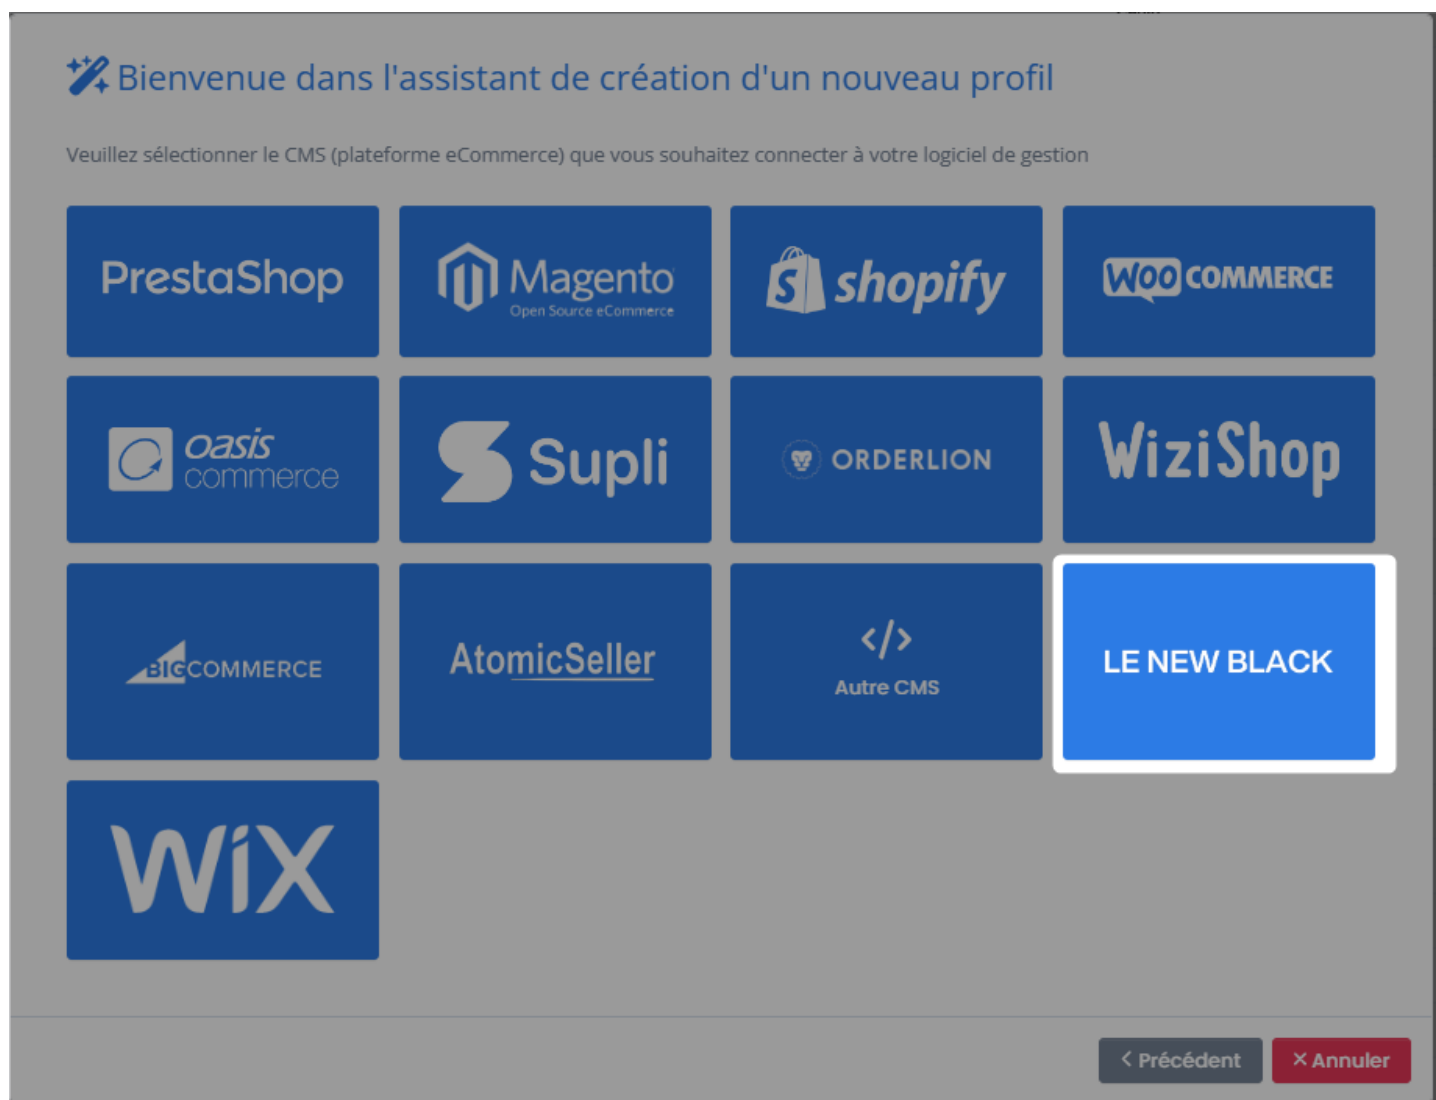 Bienvenue dans l'assistant de création d'un nouveau profil
Veuillez sélectionner le CMS (plateforme eCommerce) que vous souhaitez connecter à votre logiciel de gestion
PrestaShop
Magento
Open Source eCommerce
shopify
WOO COMMERCE
oasis
commerce
Supli
ORDERLION
WiziShop
BIGCOMMERCE
AtomicSeller
</>
Autre CMS
LE NEW BLACK
WiX
Précédent
Annuler